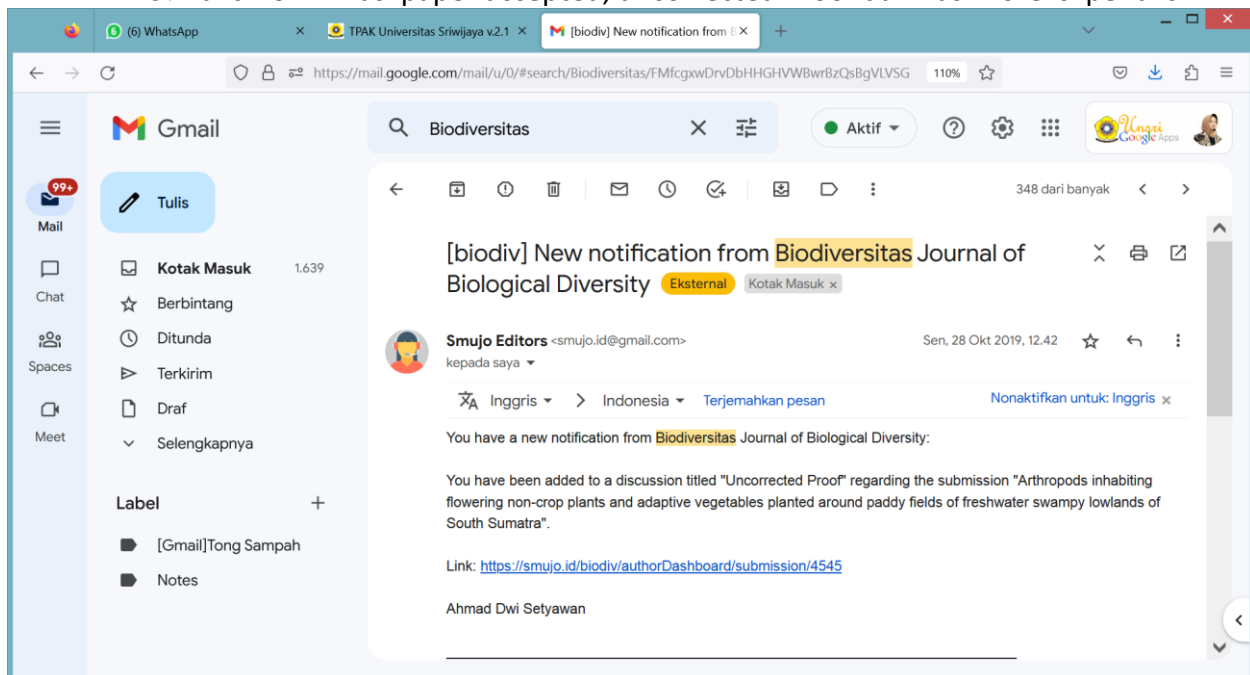 (6) WhatsApp
TPAK Universitas Sriwijaya v.2.1
[biodiv] New notification from B
https://mail.google.com/mail/u/0/#search/Biodiversitas/FMfcgxwDrvDbHHGHVWBwrBzQsBgVLVSG
110%
Gmail
Biodiversitas
Aktif
Unsri
Google Apps
99+
Mail
Chat
Spaces
Meet
Tulis
Kotak Masuk 1.639
Berbintang
Ditunda
Terkirim
Draf
Selengkapnya
Label
[Gmail]Tong Sampah
Notes
348 dari banyak
[biodiv] New notification from Biodiversitas Journal of
Biological Diversity Eksternal Kotak Masuk ×
Smujo Editors <smujo.id@gmail.com>
Sen, 28 Okt 2019, 12.42
kepada saya
Inggris > Indonesia Terjemahkan pesan
Nonaktifkan untuk: Inggris ×
You have a new notification from Biodiversitas Journal of Biological Diversity:
You have been added to a discussion titled "Uncorrected Proof" regarding the submission "Arthropods inhabiting
flowering non-crop plants and adaptive vegetables planted around paddy fields of freshwater swampy lowlands of
South Sumatra".
Link: https://smujo.id/biodiv/authorDashboard/submission/4545
Ahmad Dwi Setyawan